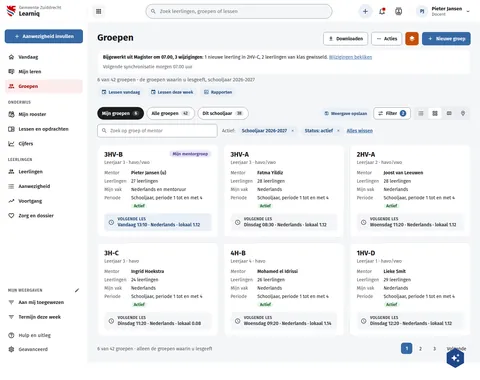 Gemeente Zuiddrecht
Learniq
Zoek leerlingen, groepen of lessen
Pieter Jansen
Docent
Aanwezigheid invullen
Vandaag
Mijn leren
Groepen
ONDERWIJS
Mijn rooster
Lessen en opdrachten
Cijfers
LEERLINGEN
Leerlingen
Aanwezigheid
Voortgang
Zorg en dossier
MIJN WEERGAVEN
Aan mij toegewezen
Termijn deze week
Hulp en uitleg
Geavanceerd
Groepen
Downloaden
Acties
Nieuwe groep
Bijgewerkt uit Magister om 07.00, 3 wijzigingen: 1 nieuwe leerling in 2HV-C, 2 leerlingen van klas gewisseld. Wijzigingen bekijken
Volgende synchronisatie morgen 07.00 uur
6 van 42 groepen · de groepen waarin u lesgeeft, schooljaar 2026-2027
Lessen vandaag
Lessen deze week
Rapporten
Mijn groepen 6
Alle groepen 42
Dit schooljaar 38
Weergave opslaan
Filter 2
Zoek op groep of mentor
Actief:
Schooljaar 2026-2027 ×
Status: actief ×
Alles wissen
3HV-B
Mijn mentorgroep
Leerjaar 3 · havo/vwo
Mentor Pieter Jansen (u)
Leerlingen 27 leerlingen
Mijn vak Nederlands en mentoruur
Periode Schooljaar, periode 1 tot en met 4
Actief
VOLGENDE LES
Vandaag 13:10 · Nederlands · lokaal 1.12
3HV-A
Leerjaar 3 · havo/vwo
Mentor Fatma Yildiz
Leerlingen 28 leerlingen
Mijn vak Nederlands
Periode Schooljaar, periode 1 tot en met 4
Actief
VOLGENDE LES
Dinsdag 08:30 · Nederlands · lokaal 1.12
2HV-A
Leerjaar 2 · havo/vwo
Mentor Joost van Leeuwen
Leerlingen 28 leerlingen
Mijn vak Nederlands
Periode Schooljaar, periode 1 tot en met 4
Actief
VOLGENDE LES
Woensdag 10:20 · Nederlands · lokaal 1.12
3H-C
Leerjaar 3 · havo
Mentor Ingrid Hoekstra
Leerlingen 24 leerlingen
Mijn vak Nederlands
Periode Schooljaar, periode 1 tot en met 4
Actief
VOLGENDE LES
Dinsdag 11:20 · Nederlands · lokaal 0.08
4H-B
Leerjaar 4 · havo
Mentor Mohamed el Idrissi
Leerlingen 26 leerlingen
Mijn vak Nederlands
Periode Schooljaar, periode 1 tot en met 4
Actief
VOLGENDE LES
Woensdag 09:20 · Nederlands · lokaal 1.14
1HV-D
Leerjaar 1 · havo/vwo
Mentor Lieke Smit
Leerlingen 29 leerlingen
Mijn vak Nederlands
Periode Schooljaar, periode 1 tot en met 4
Actief
VOLGENDE LES
Dinsdag 13:20 · Nederlands · lokaal 1.12
6 van 42 groepen · alleen de groepen waarin u lesgeeft
1 2 3